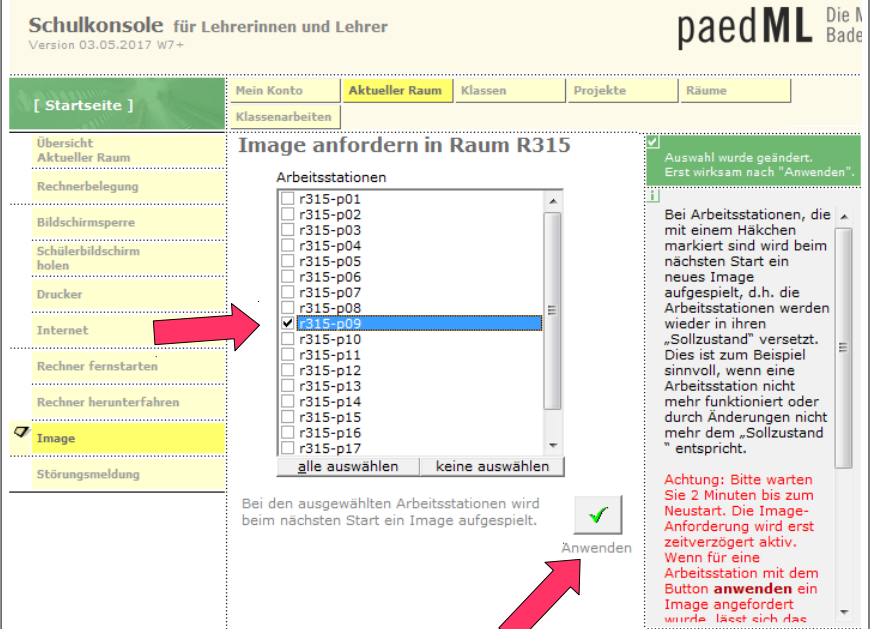 Schulkonsole für Lehrerinnen und Lehrer
Version 03.05.2017 W7+
paedML Die M
Bade
[ Startseite ]
Mein Konto
Aktueller Raum
Klassen
Projekte
Räume
Klassenarbeiten
Übersicht
Aktueller Raum
Rechnerbelegung
Bildschirmsperre
Schülerbildschirm
holen
Drucker
Internet
Rechner fernstarten
Rechner herunterfahren
Image
Störungsmeldung
Image anfordern in Raum R315
Arbeitsstationen
r315-p01
r315-p02
r315-p03
r315-p04
r315-p05
r315-p06
r315-p07
r315-p08
r315-p09
r315-p10
r315-p11
r315-p12
r315-p13
r315-p14
r315-p15
r315-p16
r315-p17
alle auswählen
keine auswählen
Bei den ausgewählten Arbeitsstationen wird
beim nächsten Start ein Image aufgespielt.
Anwenden
Auswahl wurde geändert.
Erst wirksam nach "Anwenden".
Bei Arbeitsstationen, die
mit einem Häkchen
markiert sind wird beim
nächsten Start ein
neues Image
aufgespielt, d.h. die
Arbeitsstationen werden
wieder in ihren
„Sollzustand" versetzt.
Dies ist zum Beispiel
sinnvoll, wenn eine
Arbeitsstation nicht
mehr funktioniert oder
durch Änderungen nicht
mehr dem „Sollzustand
" entspricht.
Achtung: Bitte warten
Sie 2 Minuten bis zum
Neustart. Die Image-
Anforderung wird erst
zeitverzögert aktiv.
Wenn für eine
Arbeitsstation mit dem
Button anwenden ein
Image angefordert
wurde, lässt sich das